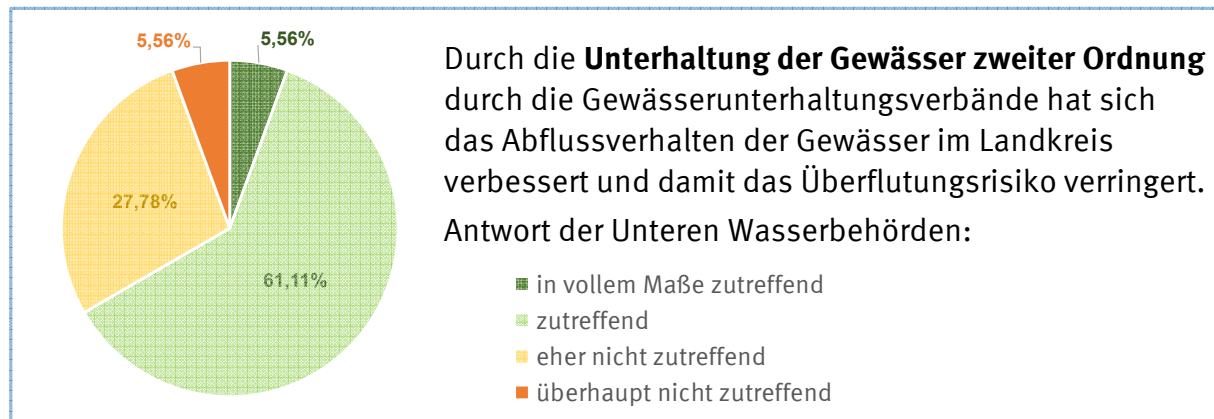 5,56%
5,56%
27,78%
61,11%
Durch die Unterhaltung der Gewässer zweiter Ordnung
durch die Gewässerunterhaltungsverbände hat sich
das Abflussverhalten der Gewässer im Landkreis
verbessert und damit das Überflutungsrisiko verringert.
Antwort der Unteren Wasserbehörden:
in vollem Maße zutreffend
zutreffend
eher nicht zutreffend
überhaupt nicht zutreffend